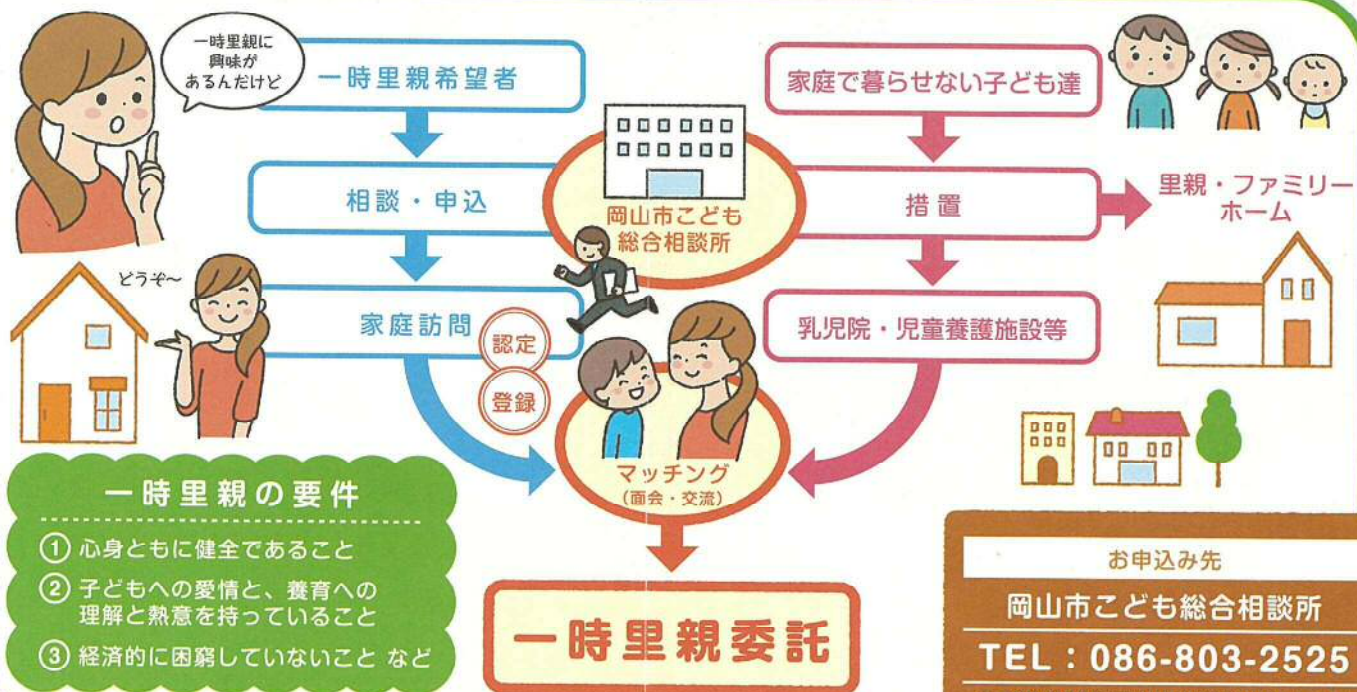 一時里親に
興味が
あるんだけど
一時里親希望者
相談・申込
どうぞ〜
家庭訪問
認定
登録
岡山市こども
総合相談所
家庭で暮らせない子ども達
措置
里親・ファミリー
ホーム
乳児院・児童養護施設等
マッチング
(面会・交流)
一時里親委託
一時里親の要件
① 心身ともに健全であること
② 子どもへの愛情と、養育への
理解と熱意を持っていること
③ 経済的に困窮していないこと など
お申込み先
岡山市こども総合相談所
TEL：086-803-2525